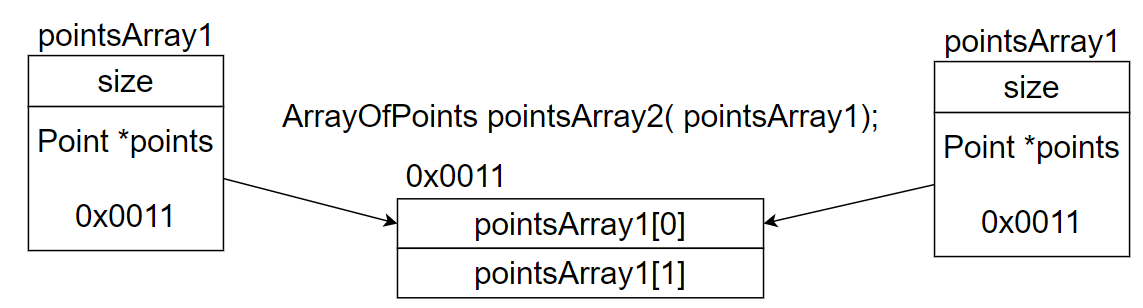 pointsArray1
size
Point *points
0x0011
ArrayOfPoints pointsArray2( pointsArray1);
0x0011
pointsArray1[0]
pointsArray1[1]
pointsArray1
size
Point *points
0x0011